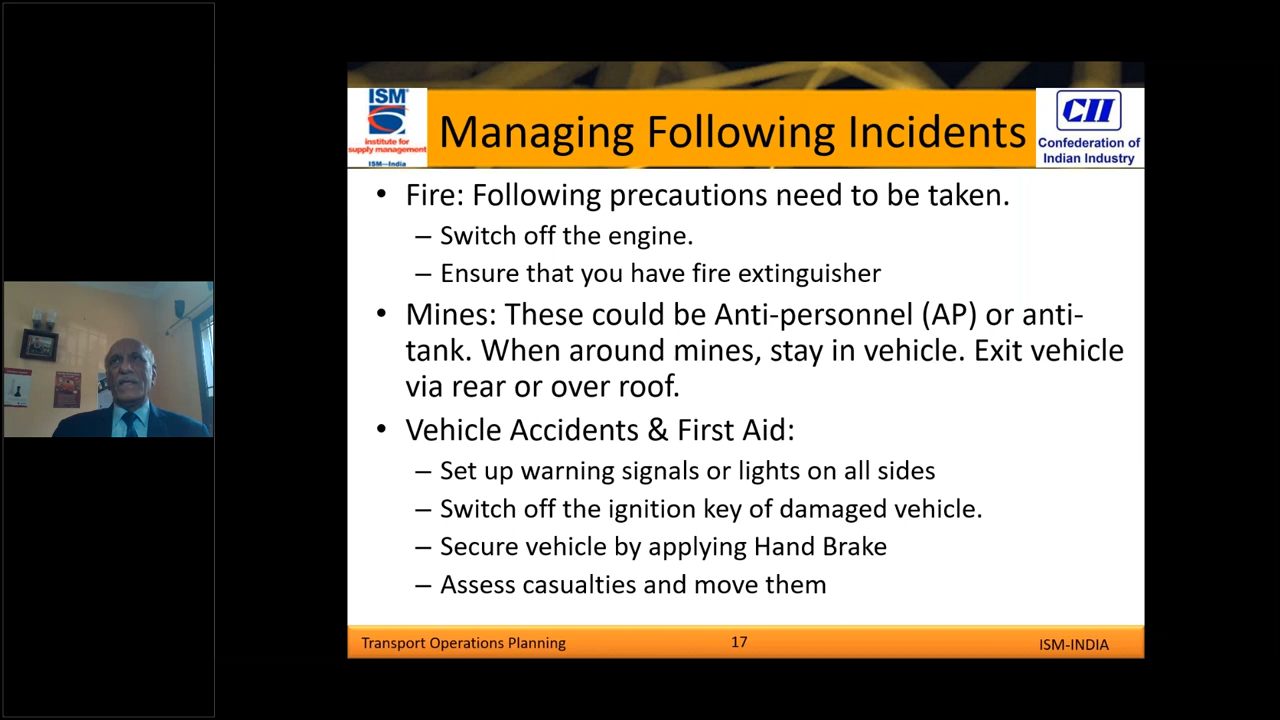 ISM
institute for
supply management
ISM—India
Managing Following Incidents
CII
Confederation of
Indian Industry
• Fire: Following precautions need to be taken.
– Switch off the engine.
– Ensure that you have fire extinguisher
• Mines: These could be Anti-personnel (AP) or anti-
tank. When around mines, stay in vehicle. Exit vehicle
via rear or over roof.
• Vehicle Accidents & First Aid:
– Set up warning signals or lights on all sides
– Switch off the ignition key of damaged vehicle.
– Secure vehicle by applying Hand Brake
– Assess casualties and move them
Transport Operations Planning
17
ISM-INDIA